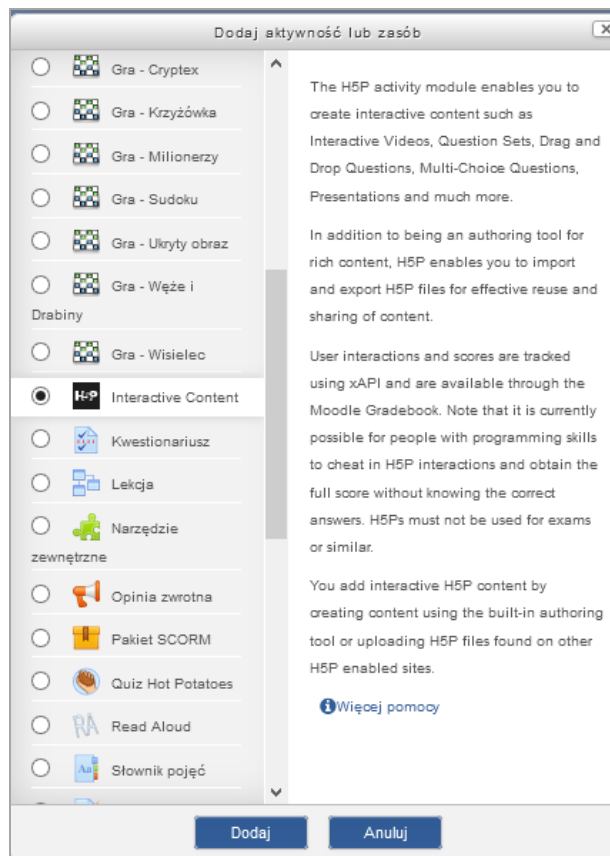 Dodaj aktywność lub zasób
Gra - Cryptex
Gra - Krzyżówka
Gra - Milionerzy
Gra - Sudoku
Gra - Ukryty obraz
Gra - Węże i
Drabiny
Gra - Wisielec
H5P Interactive Content
Kwestionariusz
Lekcja
Narzędzie
zewnętrzne
Opinia zwrotna
Pakiet SCORM
Quiz Hot Potatoes
RA Read Aloud
Aa Słownik pojęć
The H5P activity module enables you to
create interactive content such as
Interactive Videos, Question Sets, Drag and
Drop Questions, Multi-Choice Questions,
Presentations and much more.
In addition to being an authoring tool for
rich content, H5P enables you to import
and export H5P files for effective reuse and
sharing of content.
User interactions and scores are tracked
using xAPI and are available through the
Moodle Gradebook. Note that it is currently
possible for people with programming skills
to cheat in H5P interactions and obtain the
full score without knowing the correct
answers. H5Ps must not be used for exams
or similar.
You add interactive H5P content by
creating content using the built-in authoring
tool or uploading H5P files found on other
H5P enabled sites.
Więcej pomocy
Dodaj
Anuluj